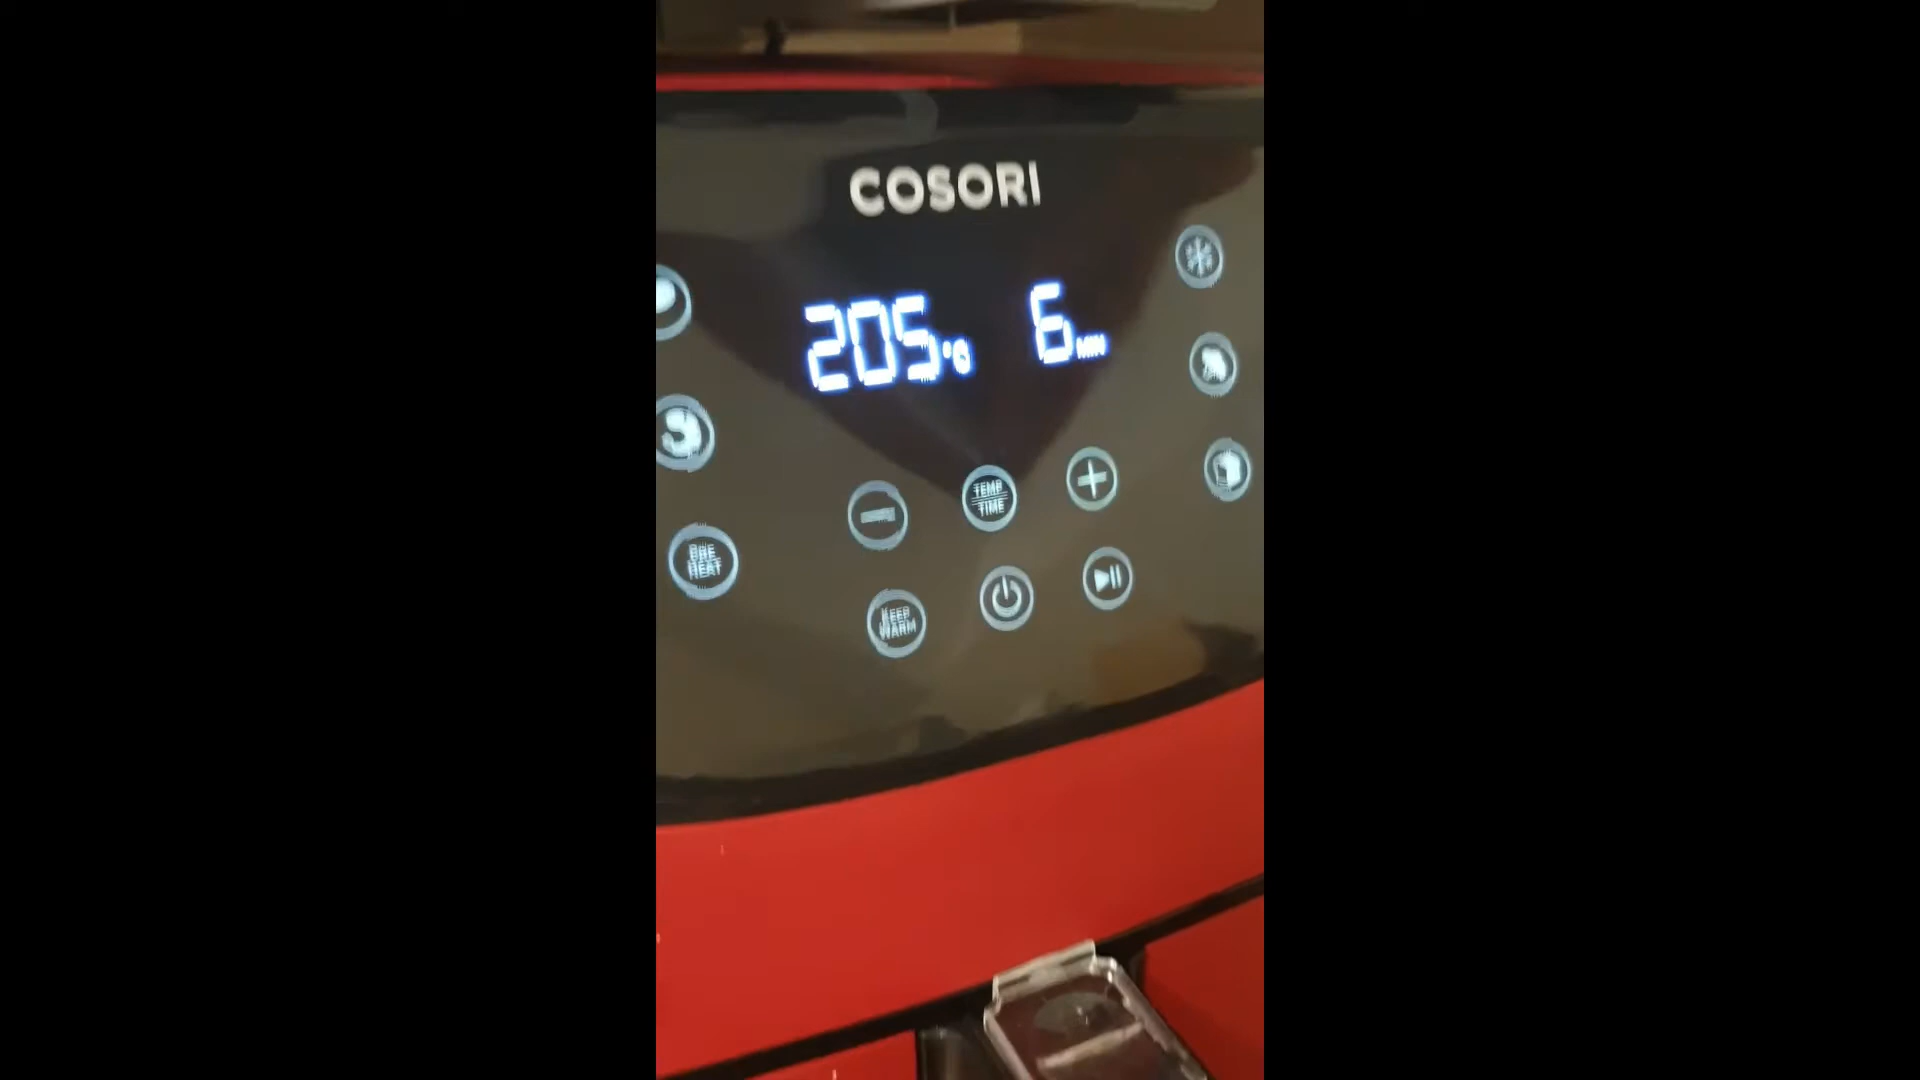 COSORI
205°C 6 MIN
TEMP
TIME
PRE
HEAT
KEEP
WARM